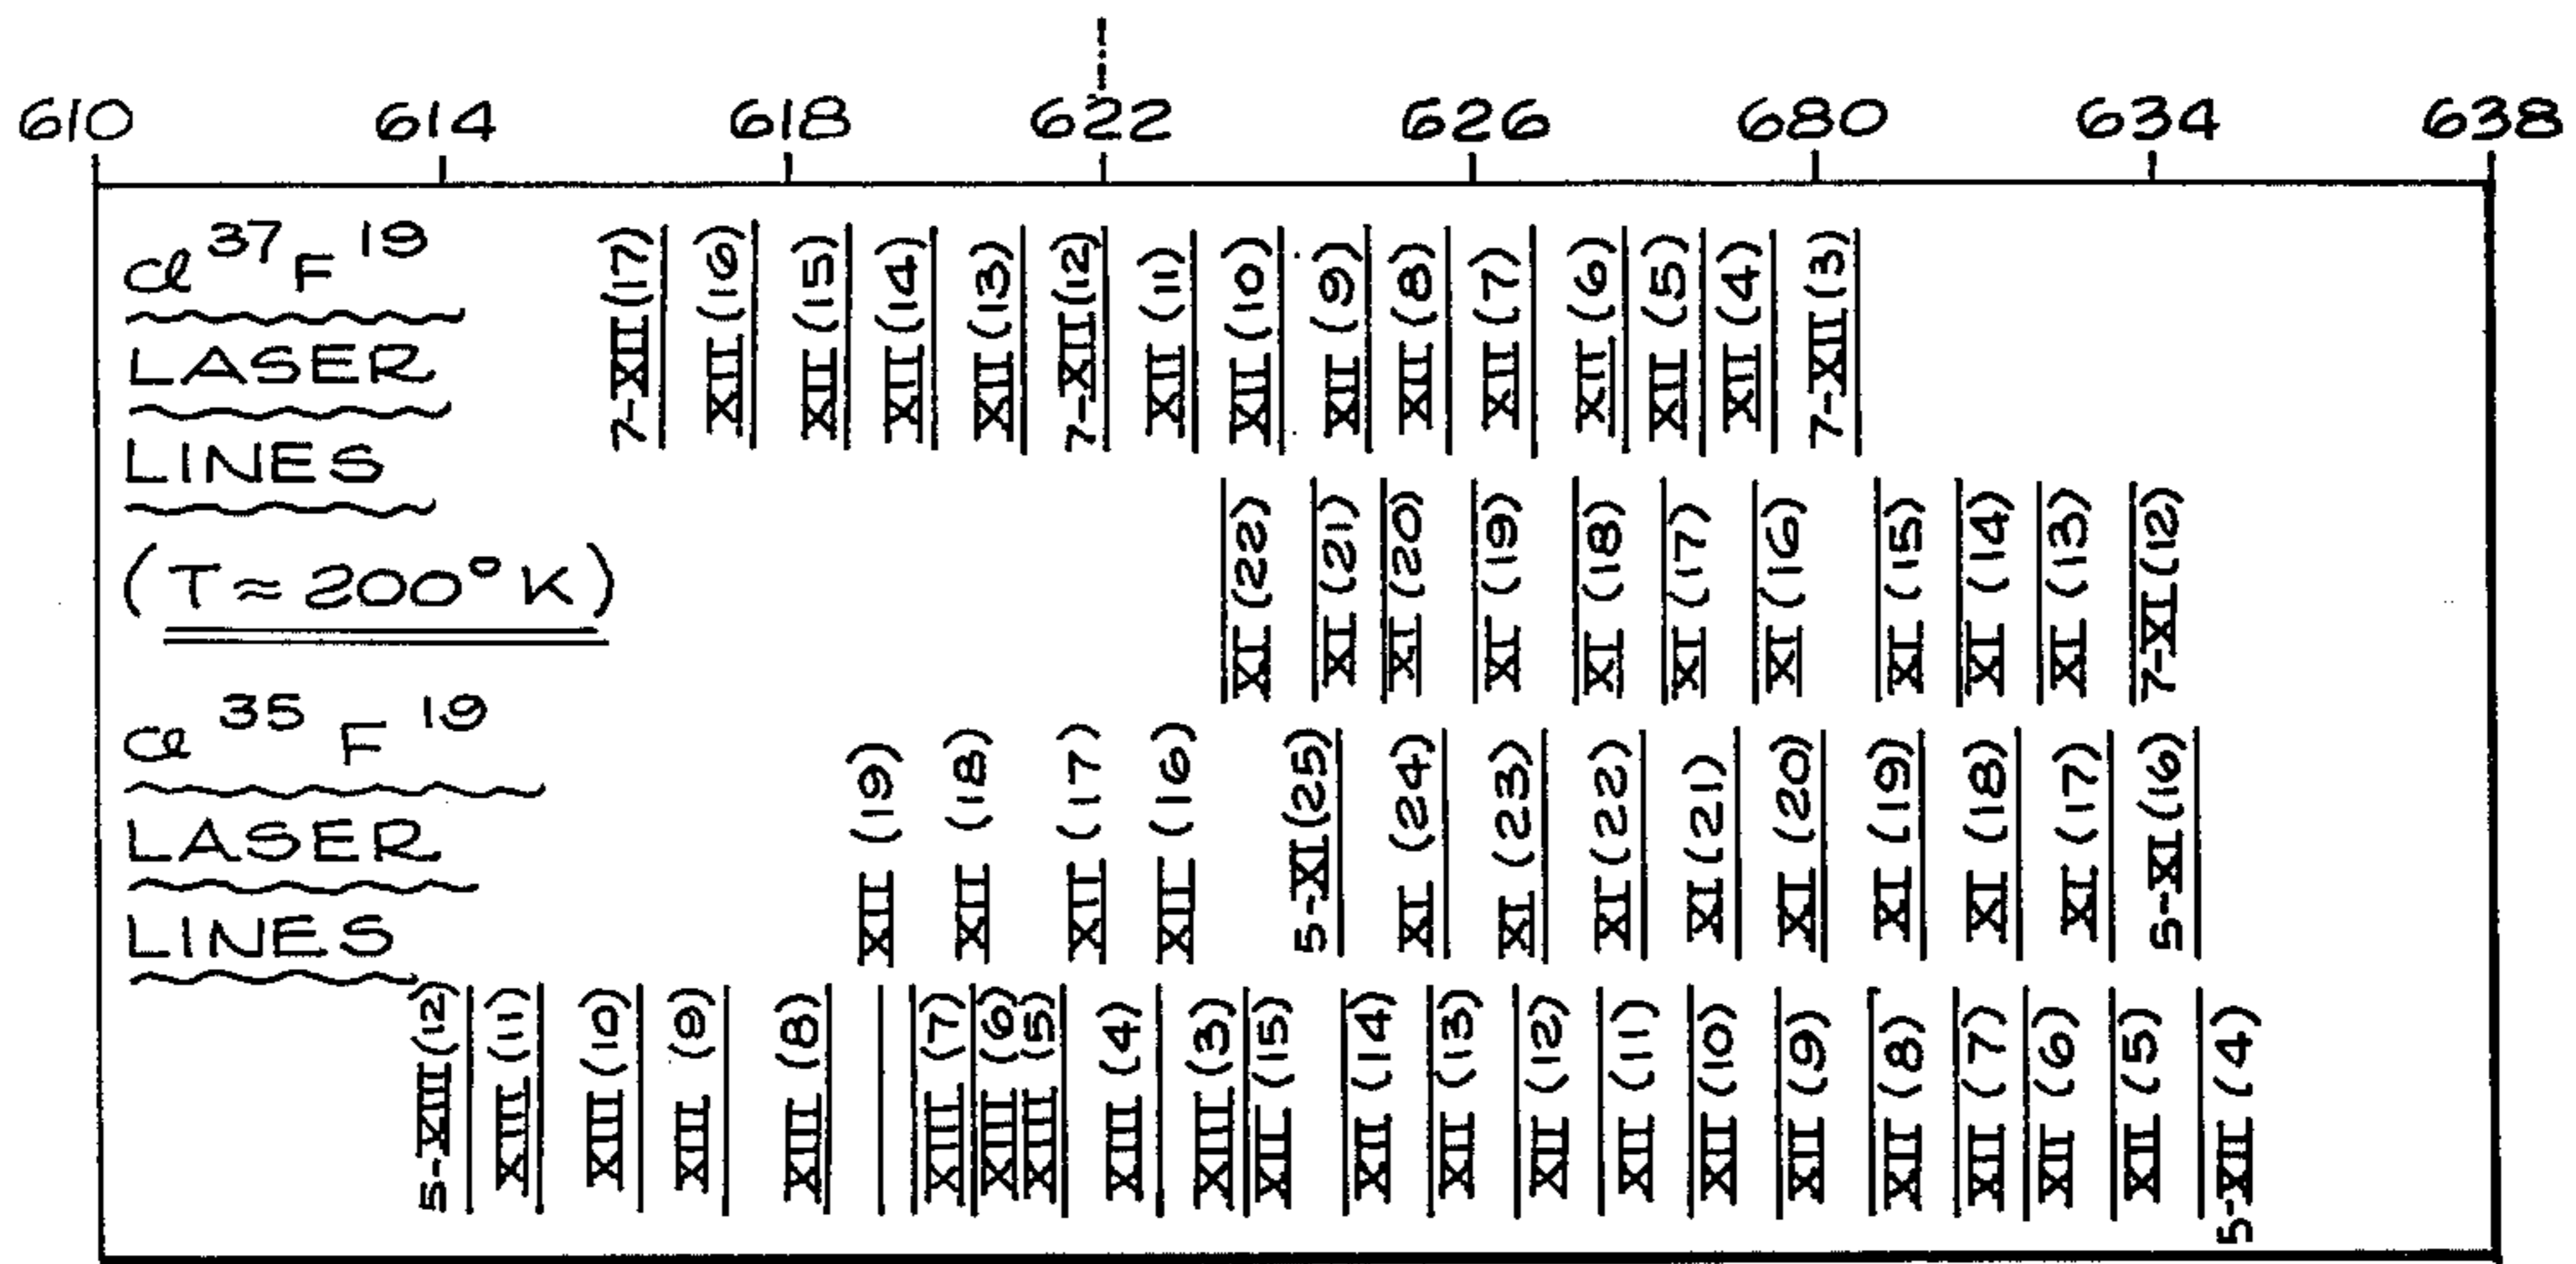 610 614 618 622 626 680 634 638
Cl 37 F 19
LASER
LINES
(T ≈ 200° K)
7-XII (17) XII (16) XII (15) XII (14) XII (13) 7-XII (12) XII (11) XII (10) XII (9) XII (8) XII (7) XII (6) XII (5) XII (4) 7-XII (3)
XI (22) XI (21) XI (20) XI (19) XI (18) XI (17) XI (16) XI (15) XI (14) XI (13) 7-XI (12)
Cl 35 F 19
LASER
LINES
XII (19) XII (18) XII (17) XII (16) 5-XI (25) XI (24) XI (23) XI (22) XI (21) XI (20) XI (19) XI (18) XI (17) 5-XI (16)
5-XIII (12) XIII (11) XIII (10) XIII (9) XIII (8) XIII (7) XIII (6) XIII (5) XIII (4) XIII (3) XII (15) XII (14) XII (13) XII (12) XII (11) XII (10) XII (9) XII (8) XII (7) XII (6) XII (5) 5-XII (4)